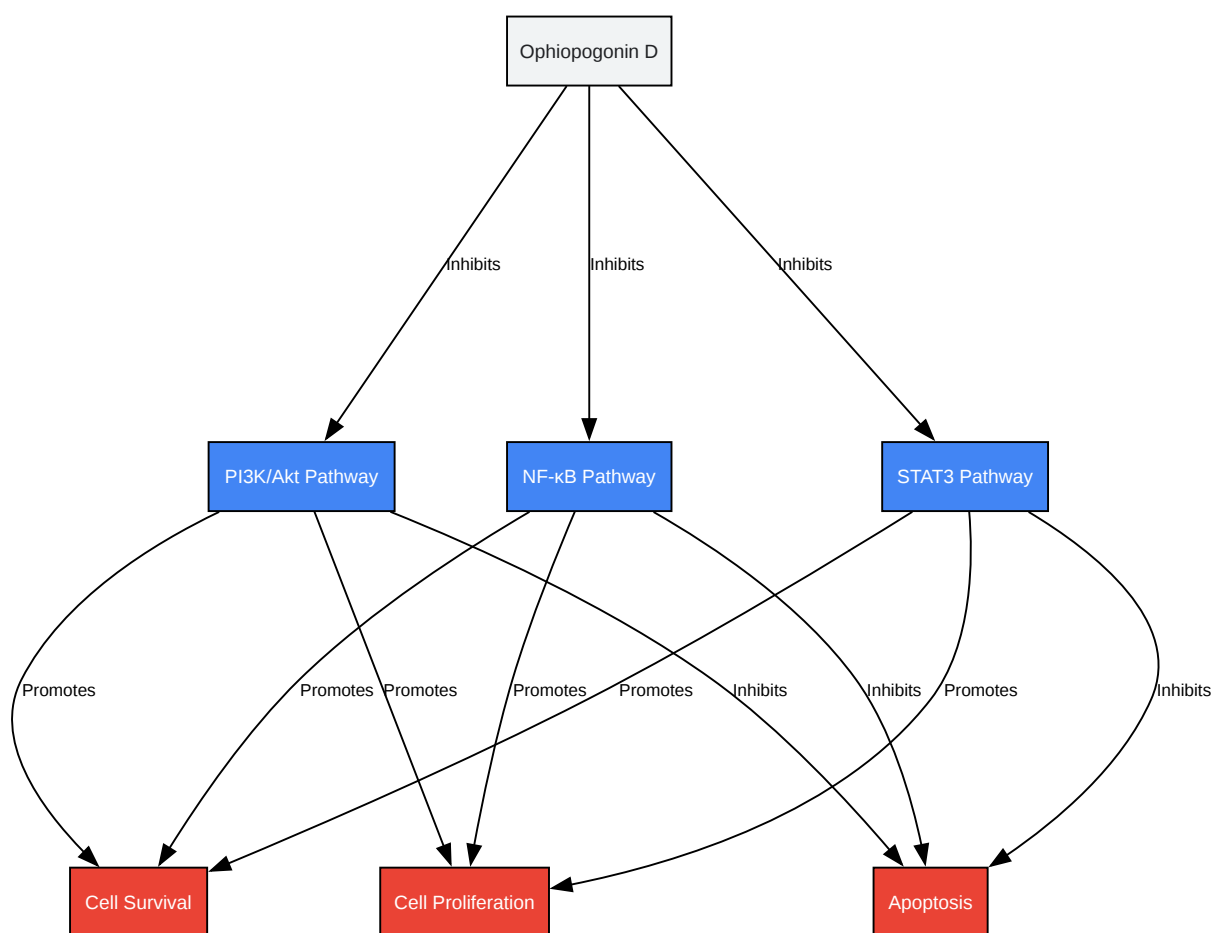 Ophiopogonin D
Inhibits
Inhibits
Inhibits
PI3K/Akt Pathway
NF-κB Pathway
STAT3 Pathway
Promotes
Promotes
Promotes
Promotes
Promotes
Inhibits
Inhibits
Promotes
Inhibits
Cell Survival
Cell Proliferation
Apoptosis